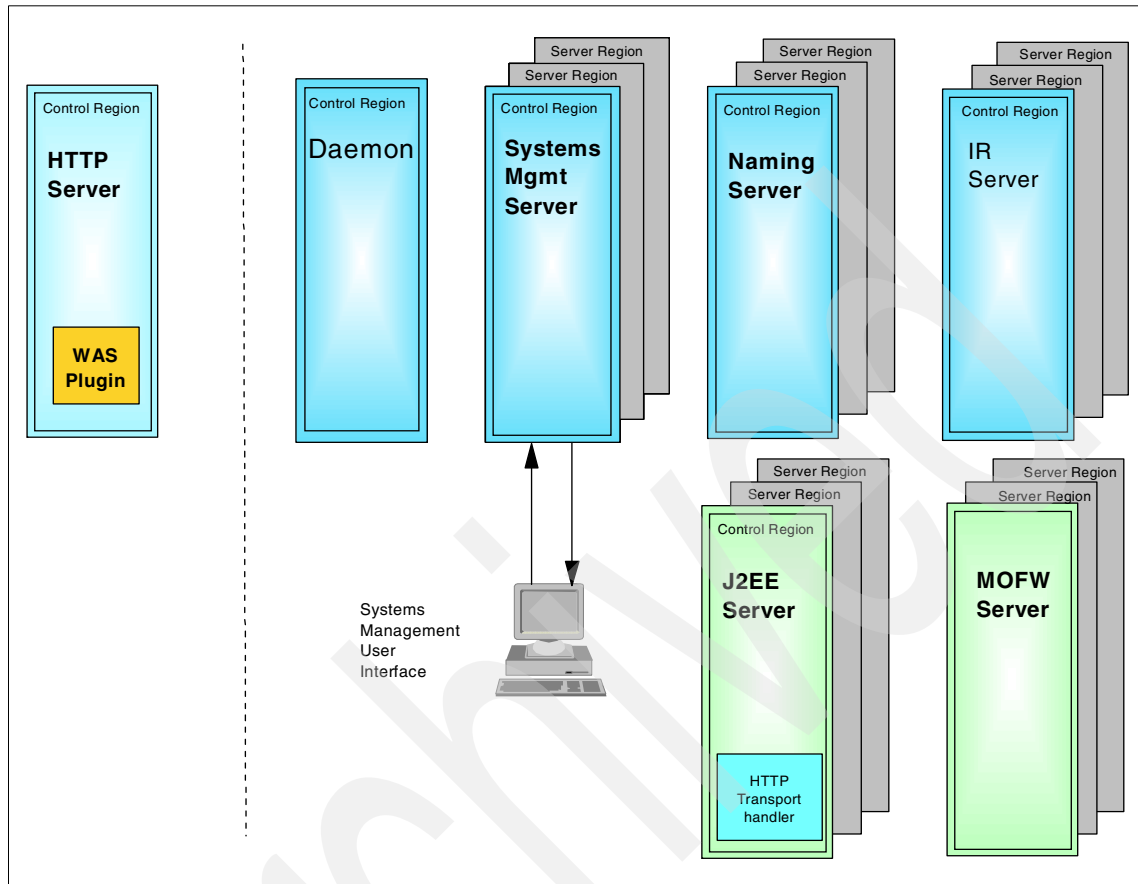 Control Region
HTTP
Server
WAS
Plugin
Control Region
Daemon
Server Region
Server Region
Control Region
Systems
Mgmt
Server
Server Region
Server Region
Control Region
Naming
Server
Server Region
Server Region
Control Region
IR
Server
Systems
Management
User
Interface
Server Region
Server Region
Control Region
J2EE
Server
HTTP
Transport
handler
Server Region
Server Region
MOFW
Server